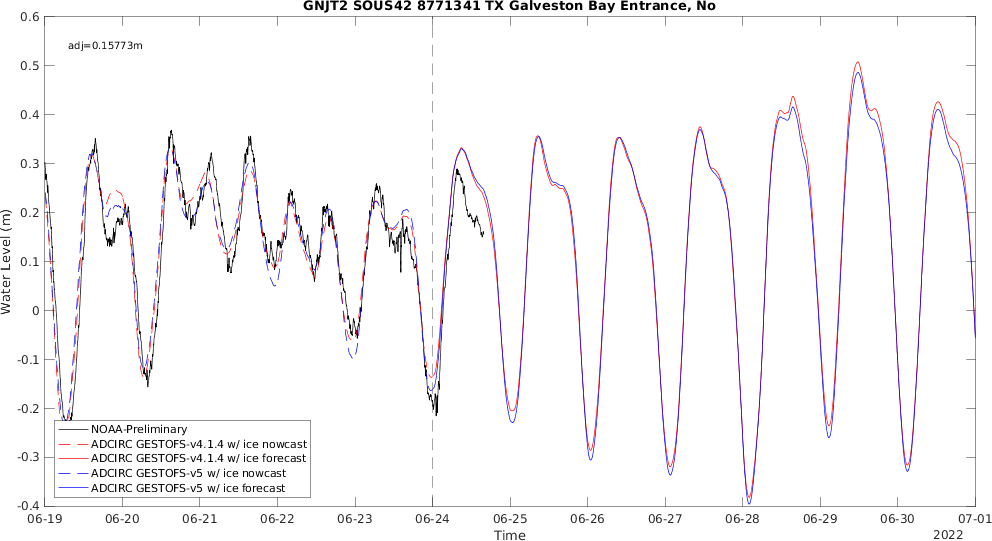 GNJT2 SOUS42 8771341 TX Galveston Bay Entrance, No
adj=0.15773m
Water Level (m)
0.6
0.5
0.4
0.3
0.2
0.1
0
-0.1
-0.2
-0.3
-0.4
NOAA-Preliminary
ADCIRC GESTOFS-v4.1.4 w/ ice nowcast
ADCIRC GESTOFS-v4.1.4 w/ ice forecast
ADCIRC GESTOFS-v5 w/ ice nowcast
ADCIRC GESTOFS-v5 w/ ice forecast
06-19 06-20 06-21 06-22 06-23 06-24 06-25 06-26 06-27 06-28 06-29 06-30 07-01
Time
2022